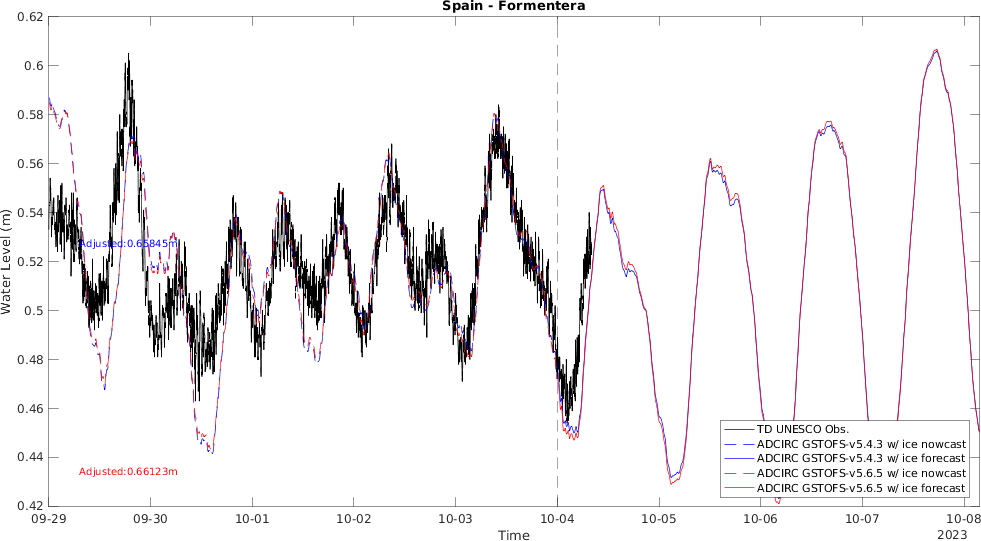 Spain - Formentera
0.62
0.6
0.58
0.56
0.54
0.52
0.5
0.48
0.46
0.44
0.42
Water Level (m)
Adjusted:0.65845m
Adjusted:0.66123m
TD UNESCO Obs.
ADCIRC GSTOFS-v5.4.3 w/ ice nowcast
ADCIRC GSTOFS-v5.4.3 w/ ice forecast
ADCIRC GSTOFS-v5.6.5 w/ ice nowcast
ADCIRC GSTOFS-v5.6.5 w/ ice forecast
09-29 09-30 10-01 10-02 10-03 10-04 10-05 10-06 10-07 10-08
Time
2023